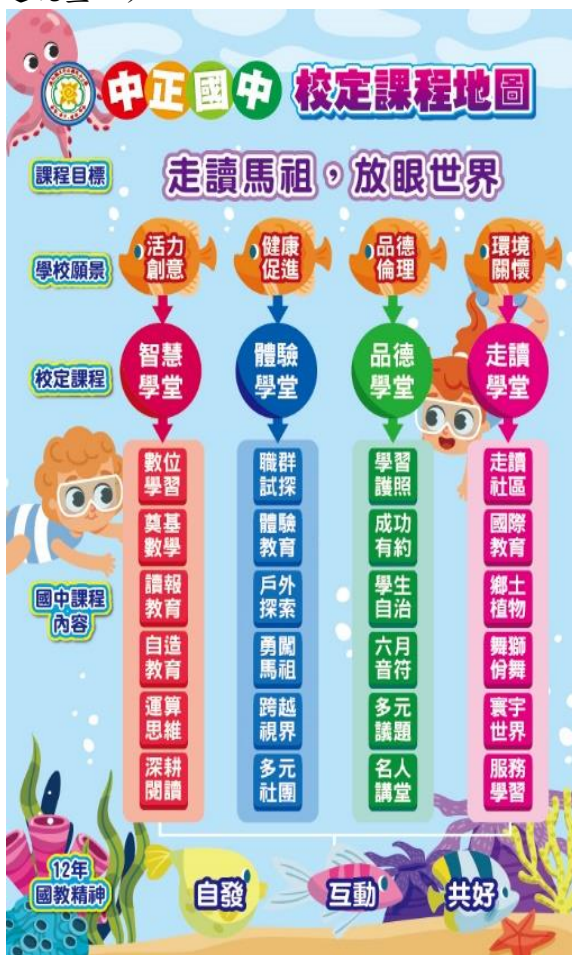 中正國中 校定課程地圖
課程目標
走讀馬祖，放眼世界
學校願景
活力
創意
健康
促進
品德
倫理
環境
關懷
校定課程
智慧
學堂
體驗
學堂
品德
學堂
走讀
學堂
國中課程
內容
數位
學習
奠基
數學
讀報
教育
自造
教育
運算
思維
深耕
閱讀
職群
試探
體驗
教育
戶外
探索
勇闖
馬祖
跨越
視界
多元
社團
學習
護照
成功
有約
學生
自治
六月
音符
多元
議題
名人
講堂
走讀
社區
國際
教育
鄉土
植物
舞獅
佾舞
寰宇
世界
服務
學習
12年
國教精神
自發
互動
共好